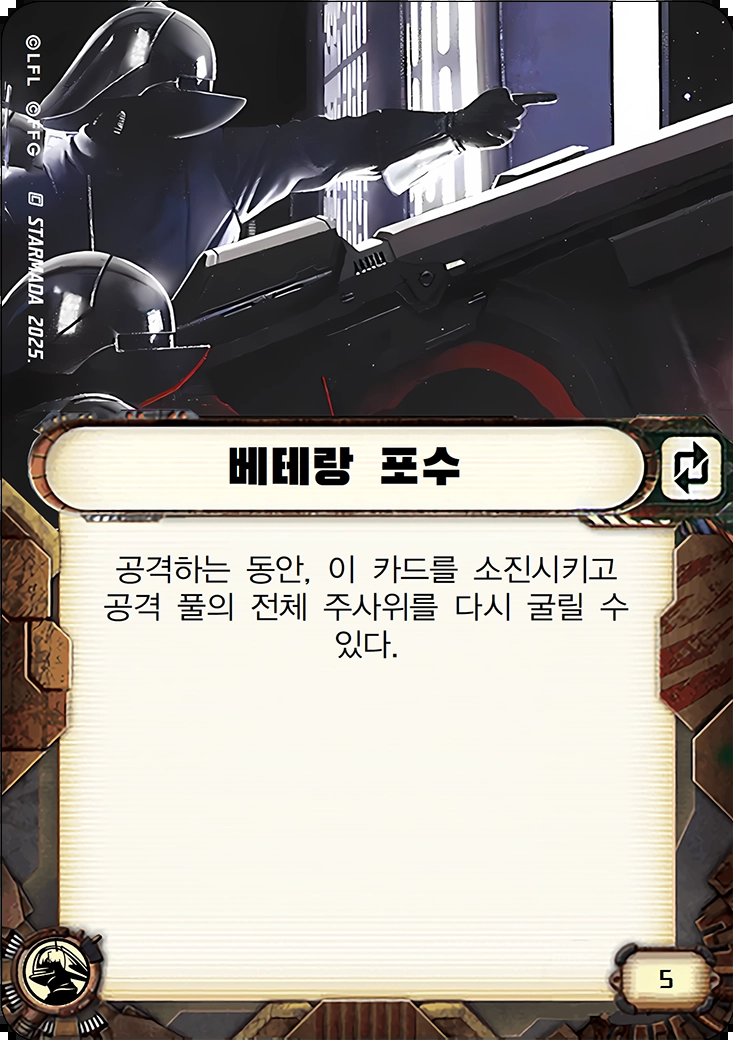 ©LFL ©FFG © STARMADA 2025.
베테랑 포수
공격하는 동안, 이 카드를 소진시키고
공격 풀의 전체 주사위를 다시 굴릴 수
있다.
5